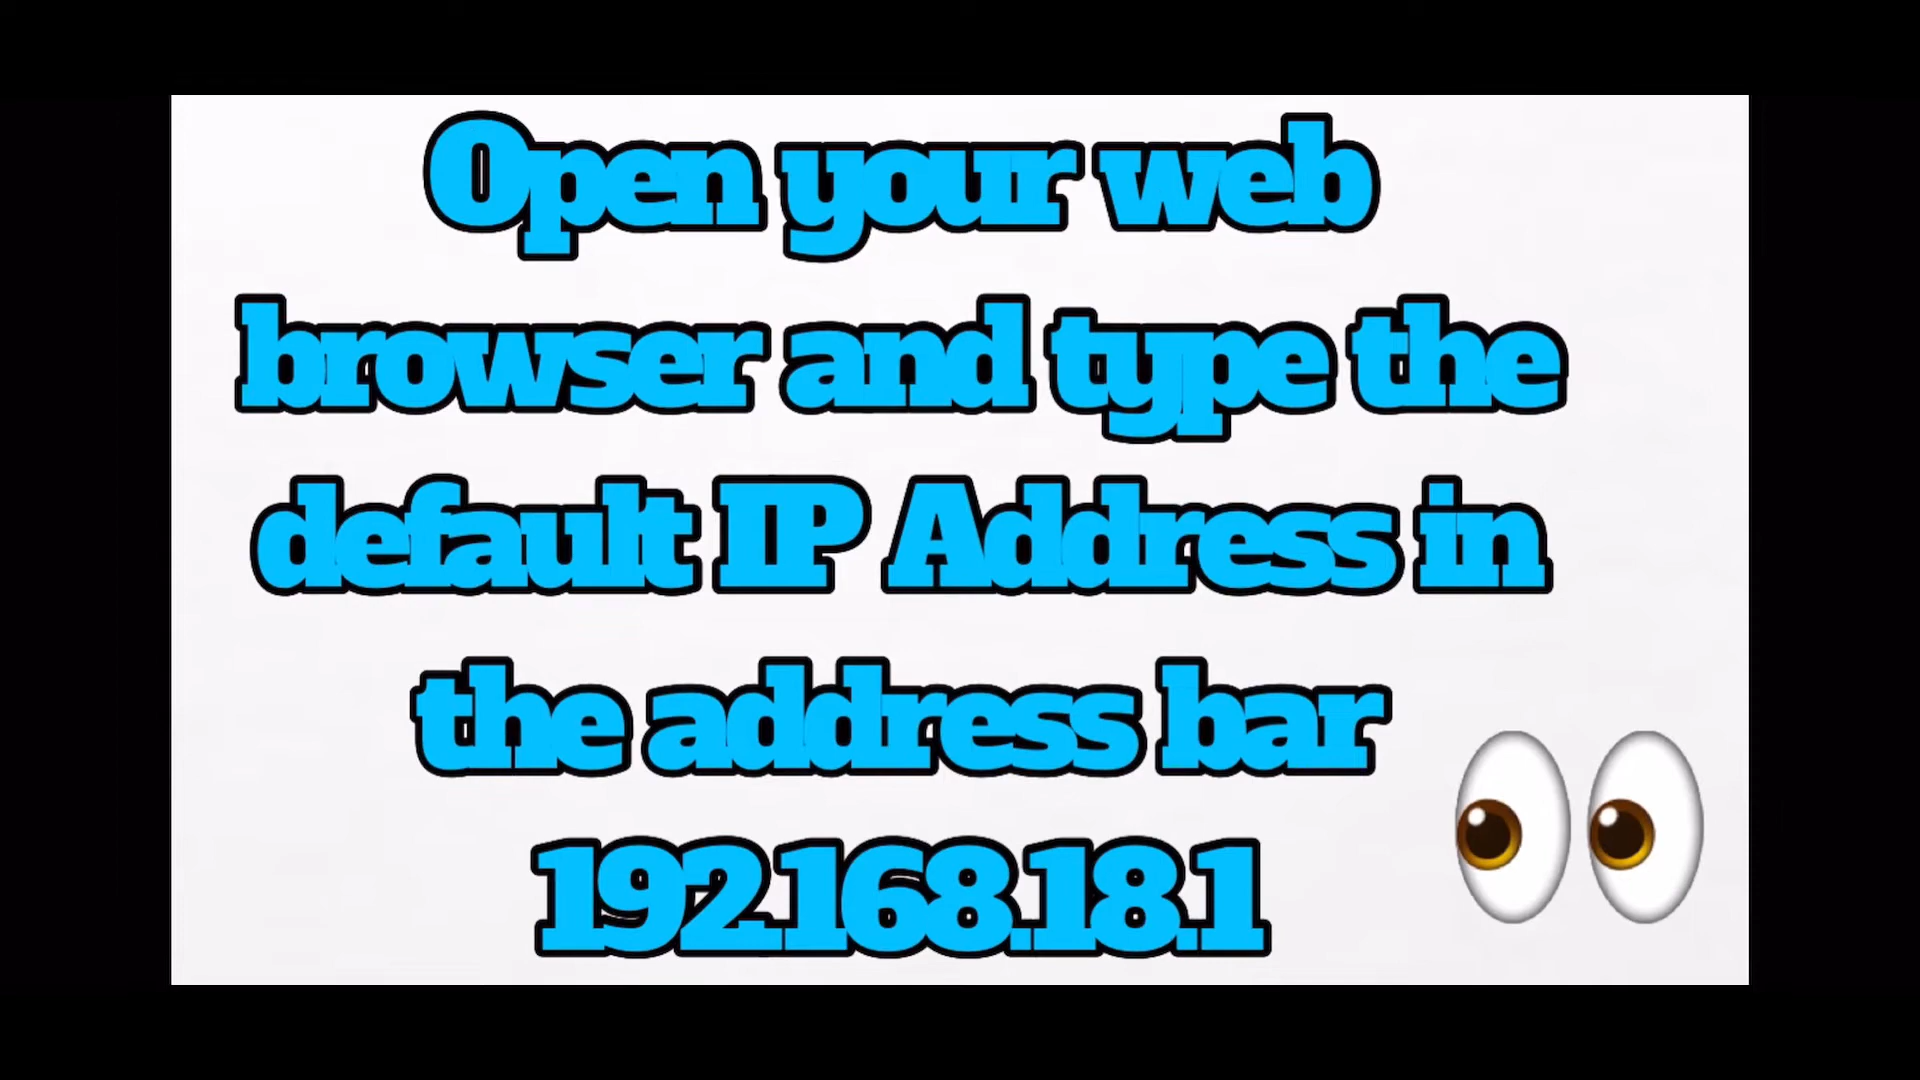 Open your web
browser and type the
default IP Address in
the address bar
192.168.18.1